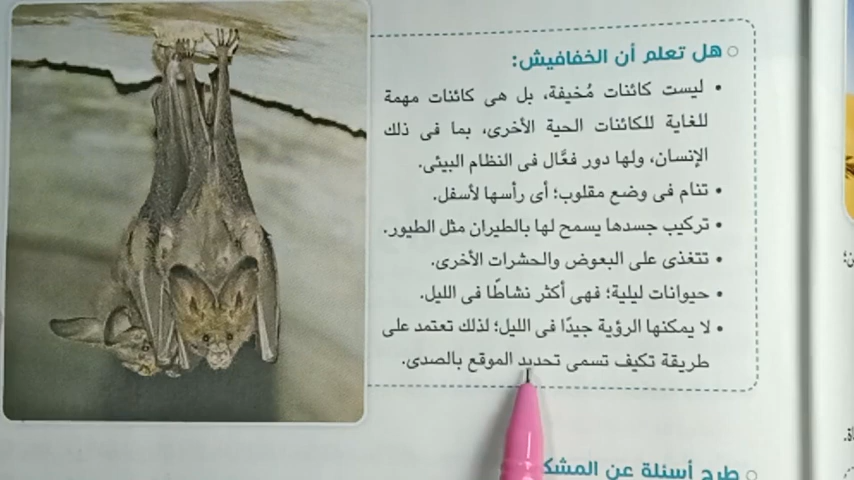 هل تعلم أن الخفافيش:
• ليست كائنات مُخيفة، بل هى كائنات مهمة
للغاية للكائنات الحية الأخرى، بما فى ذلك
الإنسان، ولها دور فعَّال فى النظام البيئى.
• تنام فى وضع مقلوب؛ أى رأسها لأسفل.
• تركيب جسدها يسمح لها بالطيران مثل الطيور.
• تتغذى على البعوض والحشرات الأخرى.
• حيوانات ليلية؛ فهى أكثر نشاطًا فى الليل.
• لا يمكنها الرؤية جيدًا فى الليل؛ لذلك تعتمد على
طريقة تكيف تسمى تحديد الموقع بالصدى.
طرح أسئلة عن